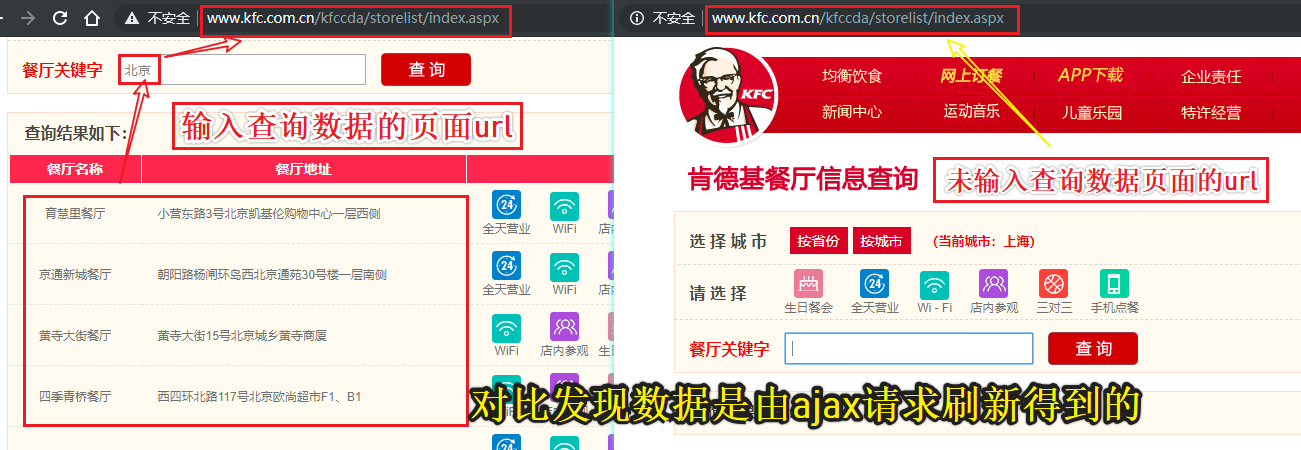 不安全 www.kfc.com.cn/kfccda/storelist/index.aspx
餐厅关键字 北京 查 询
输入查询数据的页面url
查询结果如下：
餐厅名称 餐厅地址
育慧里餐厅 小营东路3号北京凯基伦购物中心一层西侧
全天营业 WiFi 店内
京通新城餐厅 朝阳路杨闸环岛西北京通苑30号楼一层南侧
全天营业 WiFi 店内
黄寺大街餐厅 黄寺大街15号北京城乡黄寺商厦
WiFi 店内参观 生日
四季青桥餐厅 西四环北路117号北京欧尚超市F1、B1
不安全 www.kfc.com.cn/kfccda/storelist/index.aspx
KFC
均衡饮食 网上订餐 APP下载 企业责任
新闻中心 运动音乐 儿童乐园 特许经营
肯德基餐厅信息查询
未输入查询数据页面的url
选 择 城 市 按省份 按城市 (当前城市：上海)
请 选 择
生日餐会 全天营业 Wi - Fi 店内参观 三对三 手机点餐
餐厅关键字 查 询
对比发现数据是由ajax请求刷新得到的